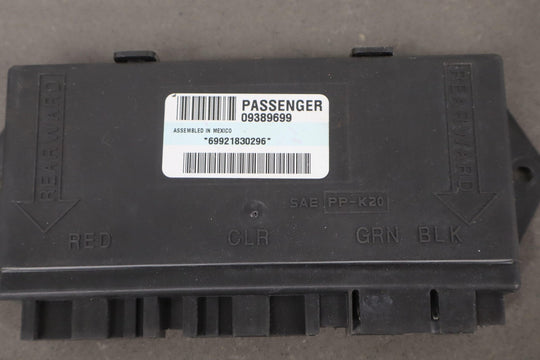 PASSENGER
09389699
ASSEMBLED IN MEXICO
"69921830296"
REARWARD
REARWARD
SAE PP-K20
RED CLR GRN BLK